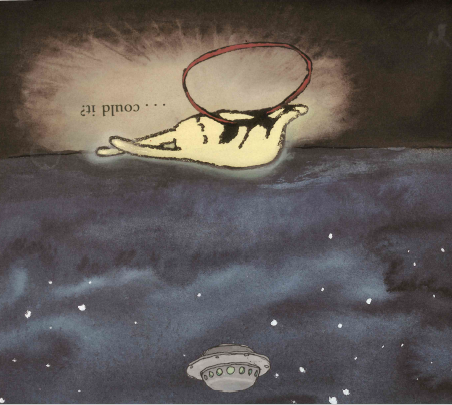 . . . could it?